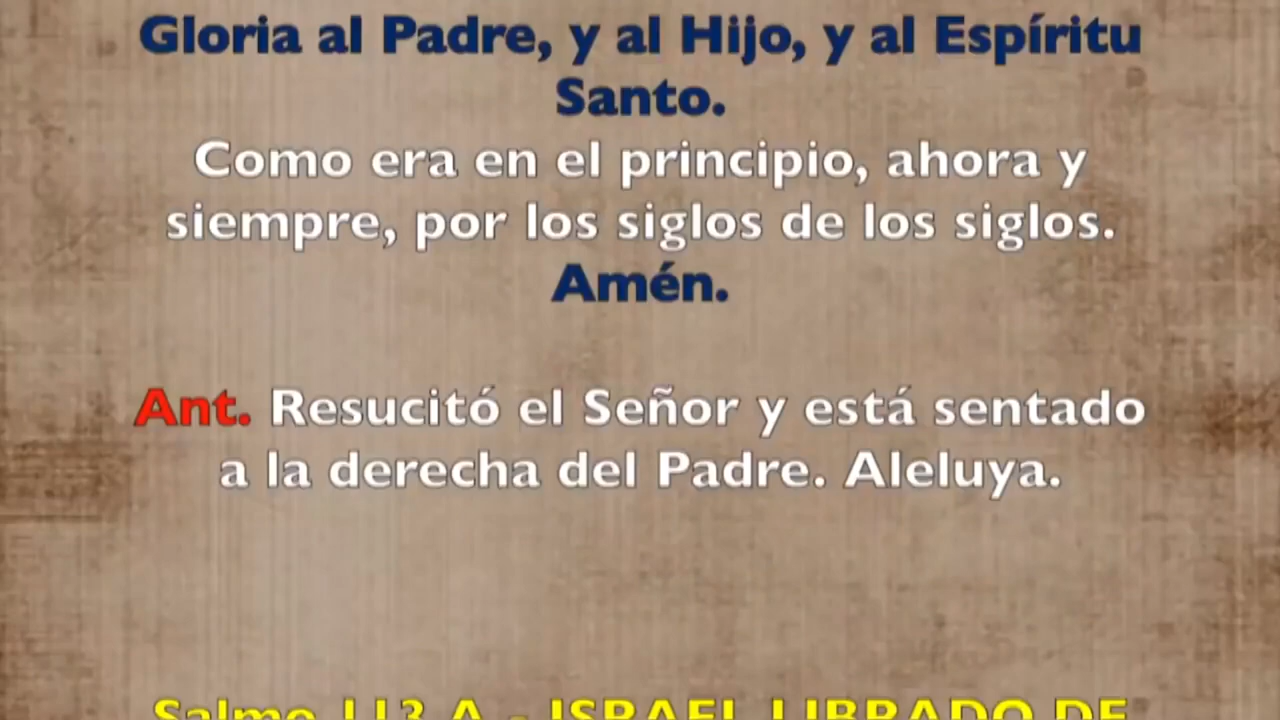 Gloria al Padre, y al Hijo, y al Espíritu
Santo.
Como era en el principio, ahora y
siempre, por los siglos de los siglos.
Amén.
Ant. Resucitó el Señor y está sentado
a la derecha del Padre. Aleluya.
Salmo 113 A - ISRAEL LIBRADO DE